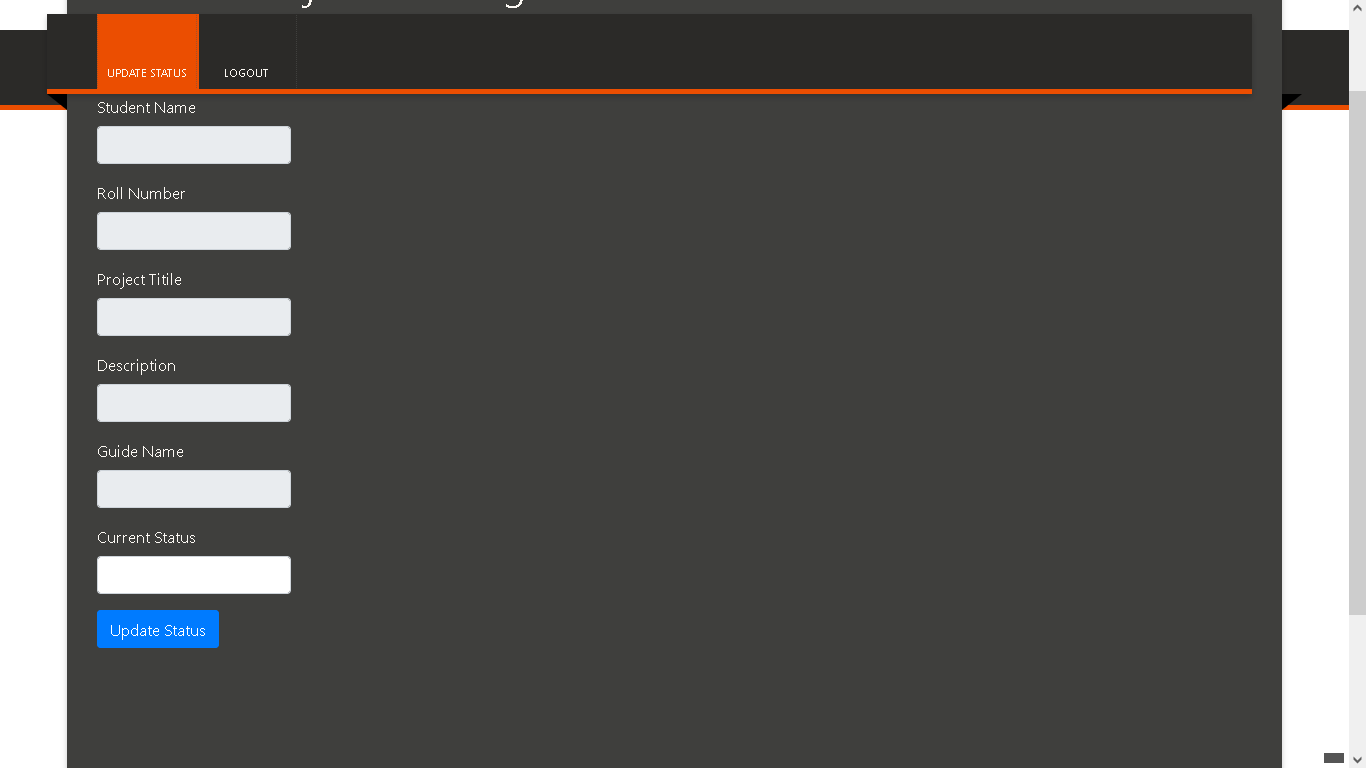 UPDATE STATUS
LOGOUT
Student Name
Roll Number
Project Titile
Description
Guide Name
Current Status
Update Status